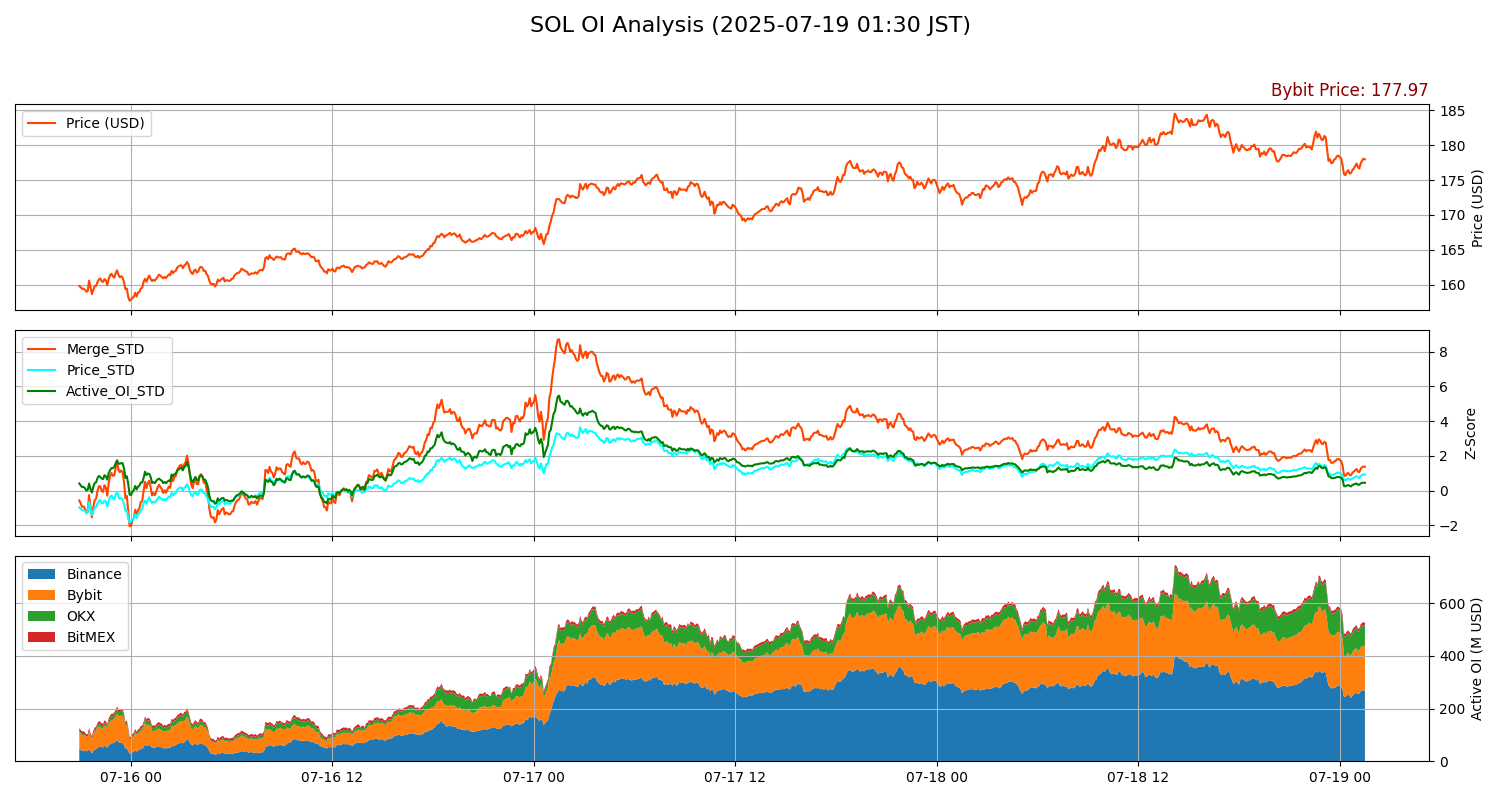 SOL OI Analysis (2025-07-19 01:30 JST)
Bybit Price: 177.97
Price (USD)
185
180
175
170
165
160
Price (USD)
Merge_STD
Price_STD
Active_OI_STD
8
6
4
2
0
−2
Z-Score
Binance
Bybit
OKX
BitMEX
600
400
200
0
Active OI (M USD)
07-16 00
07-16 12
07-17 00
07-17 12
07-18 00
07-18 12
07-19 00